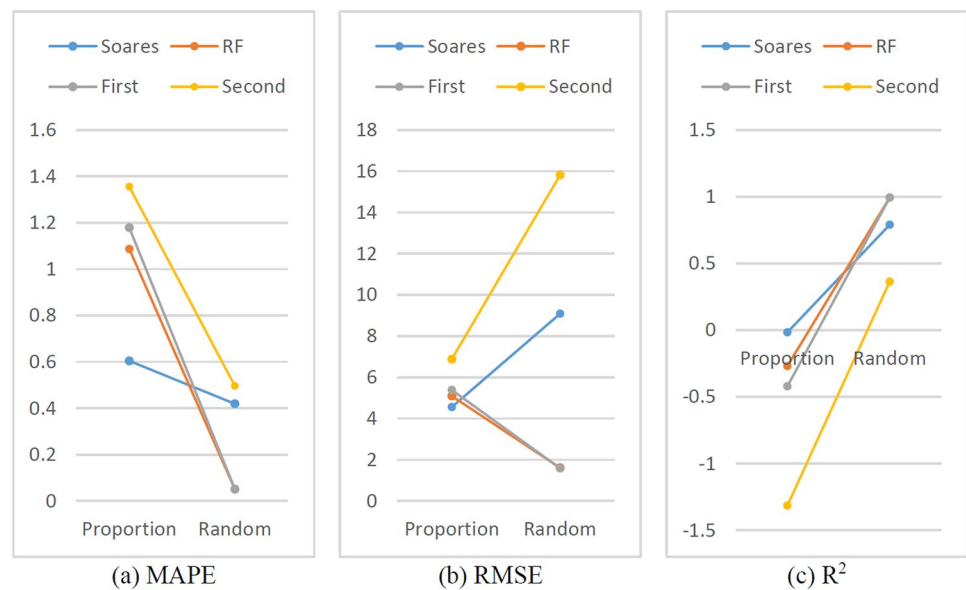 Soares RF
First Second
1.6
1.4
1.2
1
0.8
0.6
0.4
0.2
0
Proportion Random
(a) MAPE
Soares RF
First Second
18
16
14
12
10
8
6
4
2
0
Proportion Random
(b) RMSE
Soares RF
First Second
1.5
1
0.5
0
Proportion Random
-0.5
-1
-1.5
(c) R²